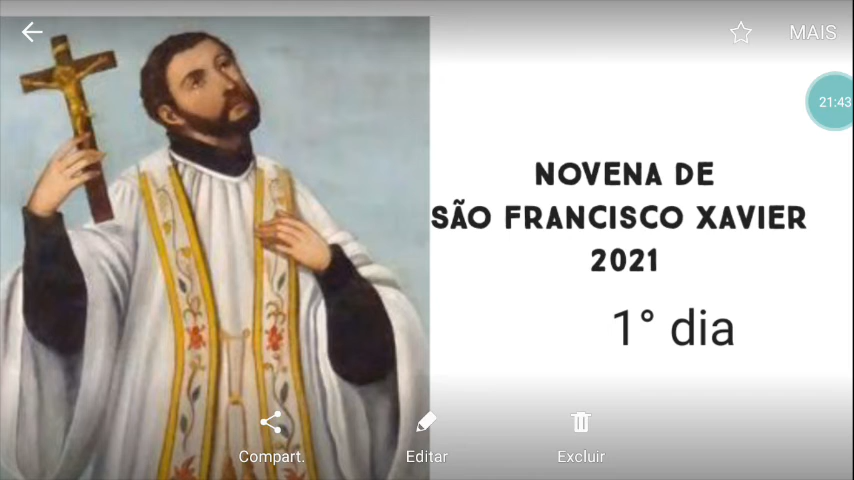 MAIS
21:43
NOVENA DE
SÃO FRANCISCO XAVIER
2021
1° dia
Compart.
Editar
Excluir